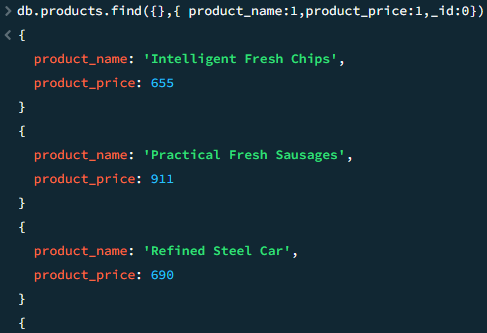 > db.products.find({},{ product_name:1,product_price:1,_id:0})
< {
product_name: 'Intelligent Fresh Chips',
product_price: 655
}
{
product_name: 'Practical Fresh Sausages',
product_price: 911
}
{
product_name: 'Refined Steel Car',
product_price: 690
}
{